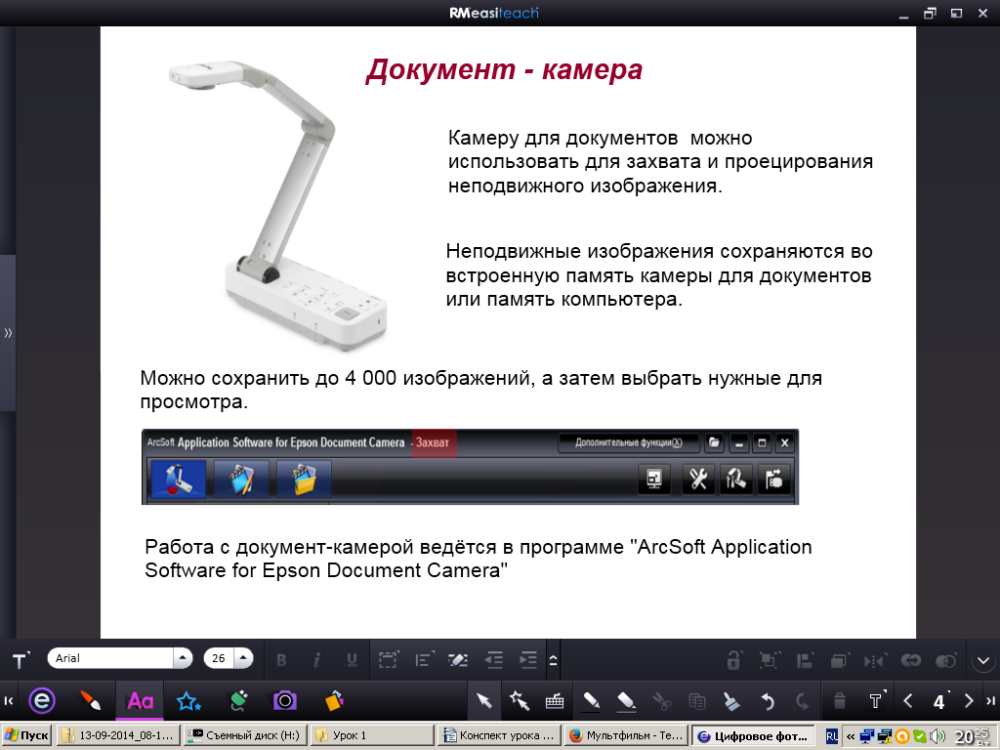 RM easiteach
Документ - камера
Камеру для документов  можно
использовать для захвата и проецирования
неподвижного изображения.
Неподвижные изображения сохраняются во
встроенную память камеры для документов
или память компьютера.
Можно сохранить до 4 000 изображений, а затем выбрать нужные для
просмотра.
ArcSoft Application Software for Epson Document Camera - Захват
Дополнительные функции(X)
Работа с документ-камерой ведётся в программе "ArcSoft Application
Software for Epson Document Camera"
T Arial 26 B i U
e Aa T 4
Пуск 13-09-2014_08-1... Съемный диск (H:) Урок 1 Конспект урока ... Мультфильм - Те... Цифровое фот... RU « 20 25